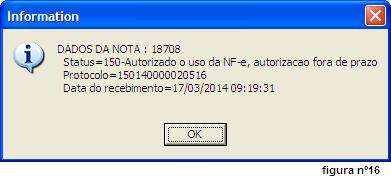 Information
DADOS DA NOTA : 18708
Status=150-Autorizado o uso da NF-e, autorizacao fora de prazo
Protocolo=150140000020516
Data do recebimento=17/03/2014 09:19:31
OK
figura nº16